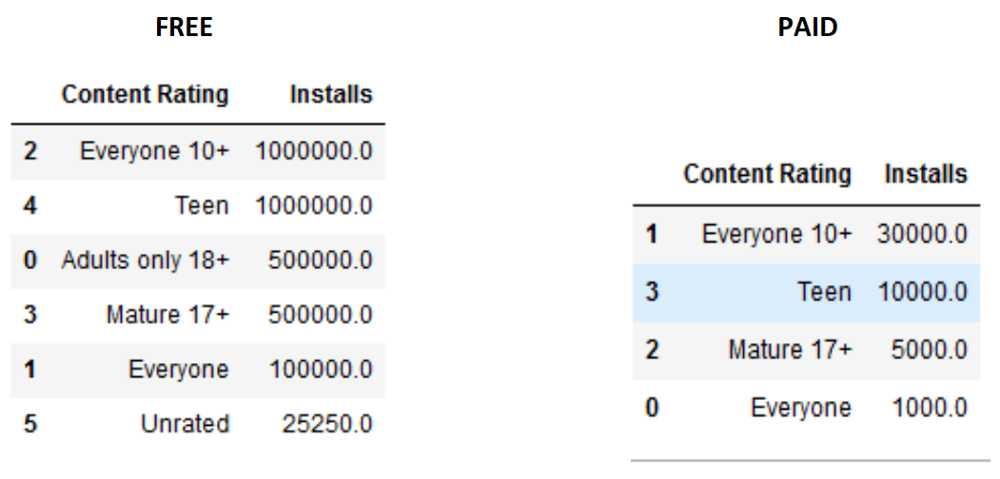 FREE
Content Rating Installs
2 Everyone 10+ 1000000.0
4 Teen 1000000.0
0 Adults only 18+ 500000.0
3 Mature 17+ 500000.0
1 Everyone 100000.0
5 Unrated 25250.0
PAID
Content Rating Installs
1 Everyone 10+ 30000.0
3 Teen 10000.0
2 Mature 17+ 5000.0
0 Everyone 1000.0